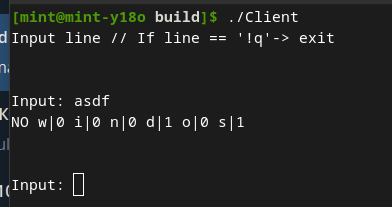 [mint@mint-y18o build]$ ./Client
Input line // If line == '!q'-> exit
Input: asdf
NO w|0 i|0 n|0 d|1 o|0 s|1
Input: